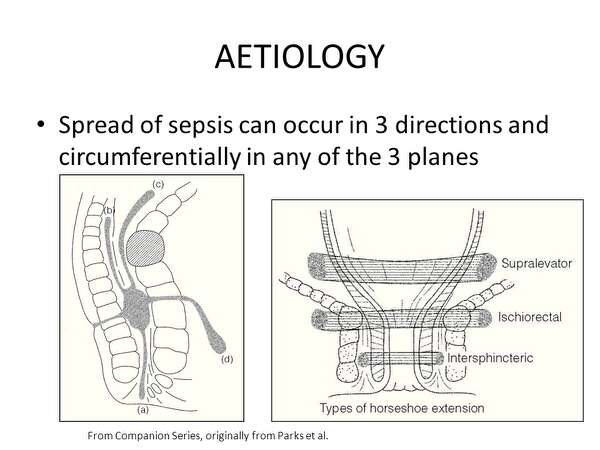 AETIOLOGY
• Spread of sepsis can occur in 3 directions and
circumferentially in any of the 3 planes
(c)
(b)
(d)
(a)
Supralevator
Ischiorectal
Intersphincteric
Types of horseshoe extension
From Companion Series, originally from Parks et al.